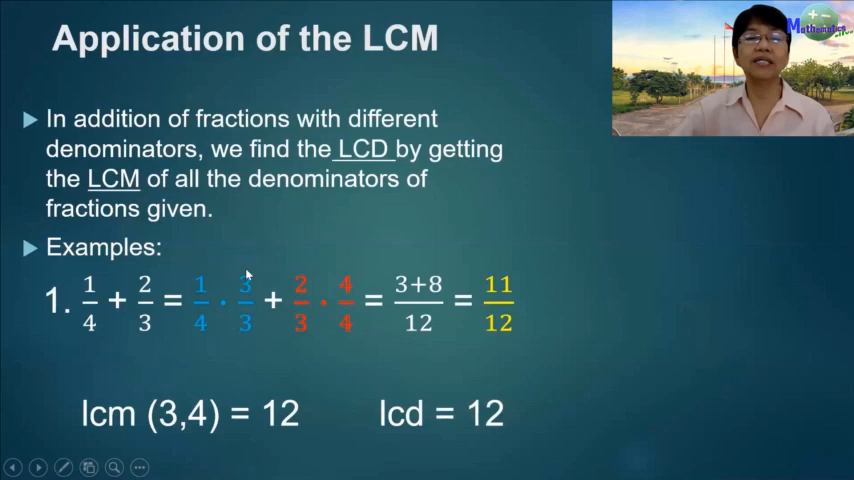 Application of the LCM
Mathematics
In addition of fractions with different
denominators, we find the LCD by getting
the LCM of all the denominators of
fractions given.
Examples:
1. 1/4 + 2/3 = 1/4 · 3/3 + 2/3 · 4/4 = 3+8/12 = 11/12
lcm (3,4) = 12 lcd = 12